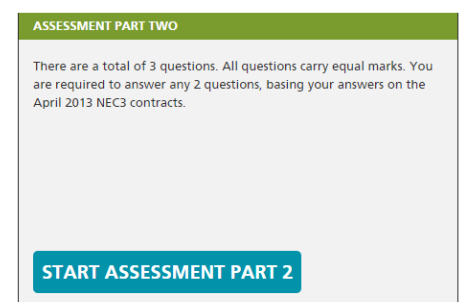 ASSESSMENT PART TWO
There are a total of 3 questions. All questions carry equal marks. You
are required to answer any 2 questions, basing your answers on the
April 2013 NEC3 contracts.
START ASSESSMENT PART 2